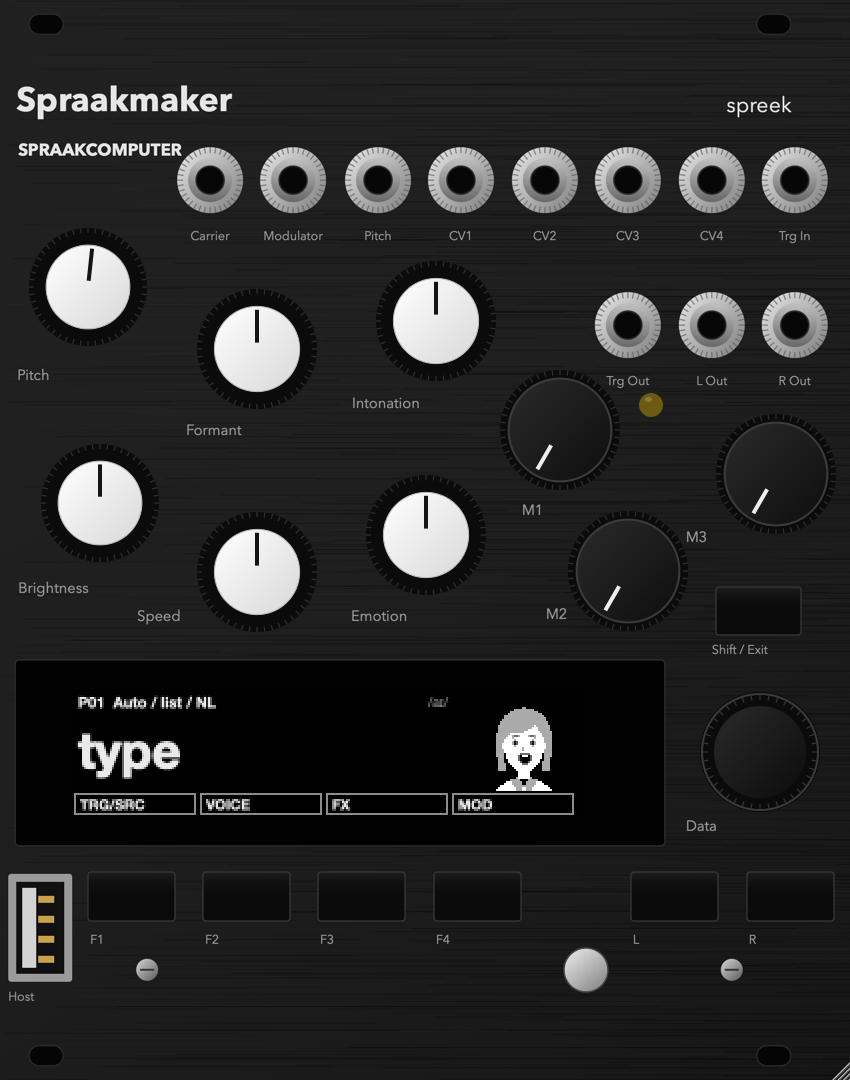 Spraakmaker
spreek
SPRAAKCOMPUTER
Carrier
Modulator
Pitch
CV1
CV2
CV3
CV4
Trg In
Pitch
Formant
Intonation
Trg Out
L Out
R Out
M1
M3
Brightness
Speed
Emotion
M2
Shift / Exit
P01 Auto / list / NL
type
TRG/SRC
VOICE
FX
MOD
Data
F1
F2
F3
F4
L
R
Host